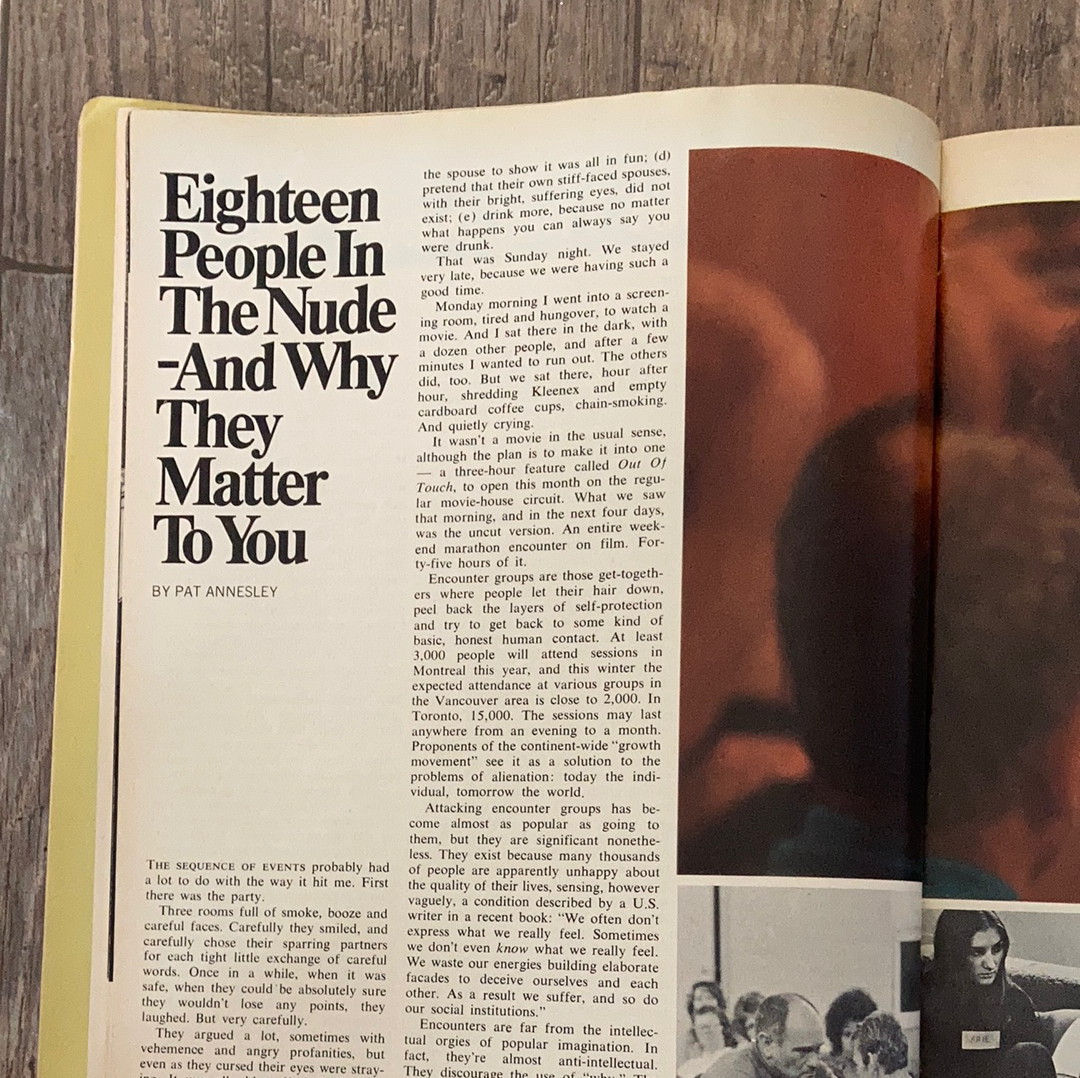 Eighteen
People In
The Nude
-And Why
They
Matter
To You
BY PAT ANNESLEY
THE SEQUENCE OF EVENTS probably had
a lot to do with the way it hit me. First
there was the party.
Three rooms full of smoke, booze and
careful faces. Carefully they smiled, and
carefully chose their sparring partners
for each tight little exchange of careful
words. Once in a while, when it was
safe, when they could be absolutely sure
they wouldn't lose any points, they
laughed. But very carefully.
They argued a lot, sometimes with
vehemence and angry profanities, but
even as they cursed their eyes were stray-
the spouse to show it was all in fun; (d)
pretend that their own stiff-faced spouses,
with their bright, suffering eyes, did not
exist; (e) drink more, because no matter
what happens you can always say you
were drunk.
That was Sunday night. We stayed
very late, because we were having such a
good time.
Monday morning I went into a screen-
ing room, tired and hungover, to watch a
movie. And I sat there in the dark, with
a dozen other people, and after a few
minutes I wanted to run out. The others
did, too. But we sat there, hour after
hour, shredding Kleenex and empty
cardboard coffee cups, chain-smoking.
And quietly crying.
It wasn't a movie in the usual sense,
although the plan is to make it into one
— a three-hour feature called Out Of
Touch, to open this month on the regu-
lar movie-house circuit. What we saw
that morning, and in the next four days,
was the uncut version. An entire week-
end marathon encounter on film. For-
ty-five hours of it.
Encounter groups are those get-togeth-
ers where people let their hair down,
peel back the layers of self-protection
and try to get back to some kind of
basic, honest human contact. At least
3,000 people will attend sessions in
Montreal this year, and this winter the
expected attendance at various groups in
the Vancouver area is close to 2,000. In
Toronto, 15,000. The sessions may last
anywhere from an evening to a month.
Proponents of the continent-wide "growth
movement" see it as a solution to the
problems of alienation: today the indi-
vidual, tomorrow the world.
Attacking encounter groups has be-
come almost as popular as going to
them, but they are significant nonethe-
less. They exist because many thousands
of people are apparently unhappy about
the quality of their lives, sensing, however
vaguely, a condition described by a U.S.
writer in a recent book: "We often don't
express what we really feel. Sometimes
we don't even know what we really feel.
We waste our energies building elaborate
facades to deceive ourselves and each
other. As a result we suffer, and so do
our social institutions."
Encounters are far from the intellec-
tual orgies of popular imagination. In
fact, they're almost anti-intellectual.
They discourage the use of "why."